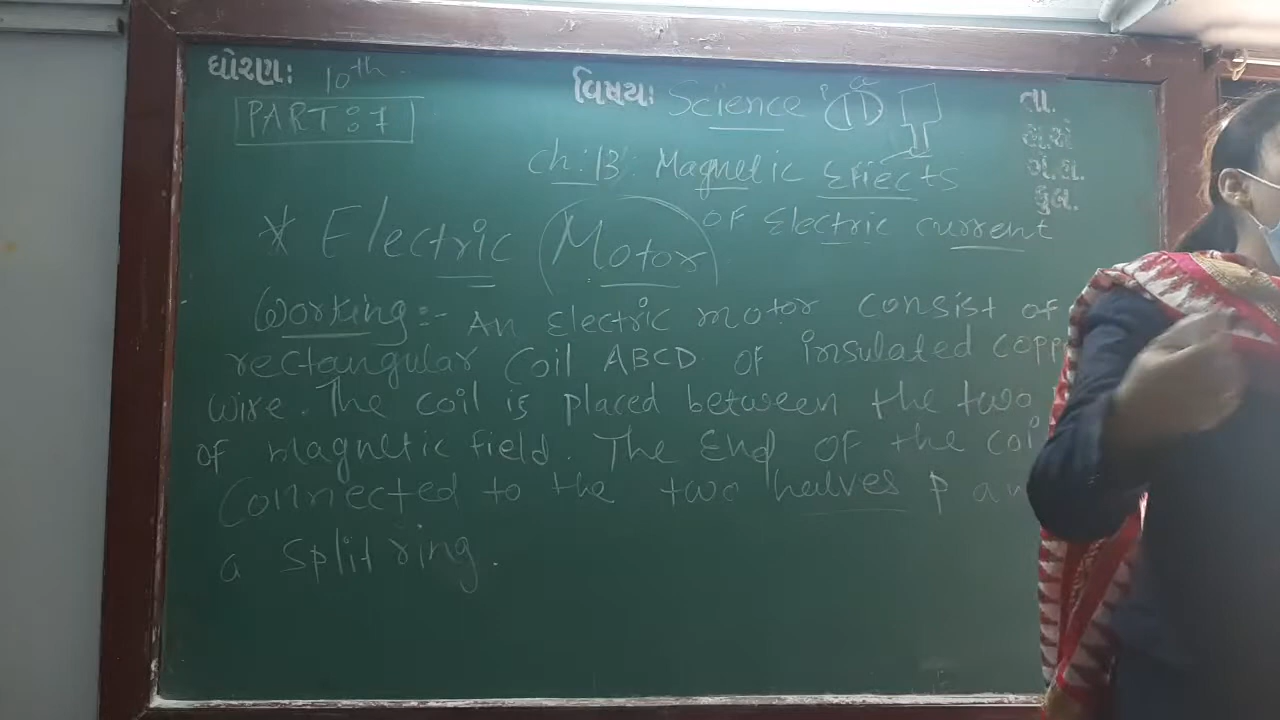 ધોરણ: 10th
વિષય: Science
તા.
PART: 7
Ch: 13: Magnetic Effects
of Electric current
* Electric Motor
Working :- An Electric motor consist of
rectangular coil ABCD of insulated copp
wire. The coil is placed between the two
of magnetic field. The End of the coi
Connected to the two halves p an
a split ring.
કુલ.